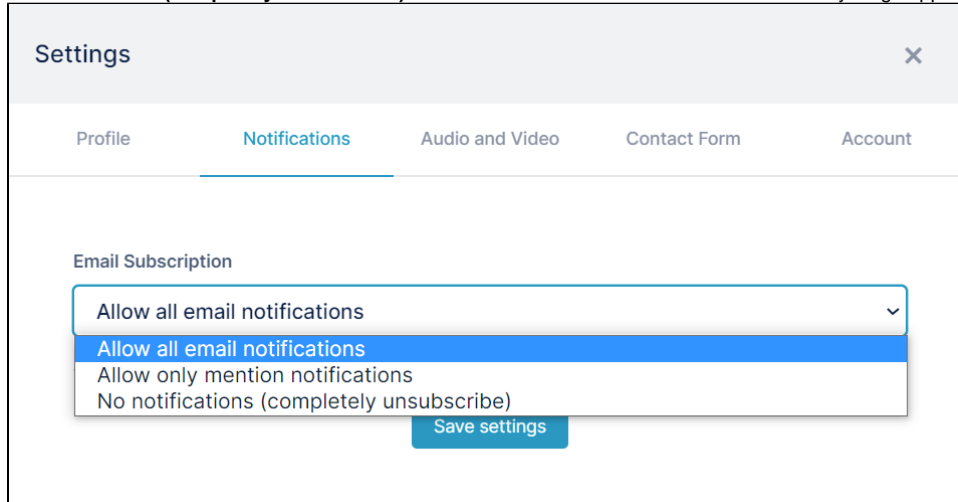 Settings
Profile Notifications Audio and Video Contact Form Account
Email Subscription
Allow all email notifications
Allow all email notifications
Allow only mention notifications
No notifications (completely unsubscribe)
Save settings